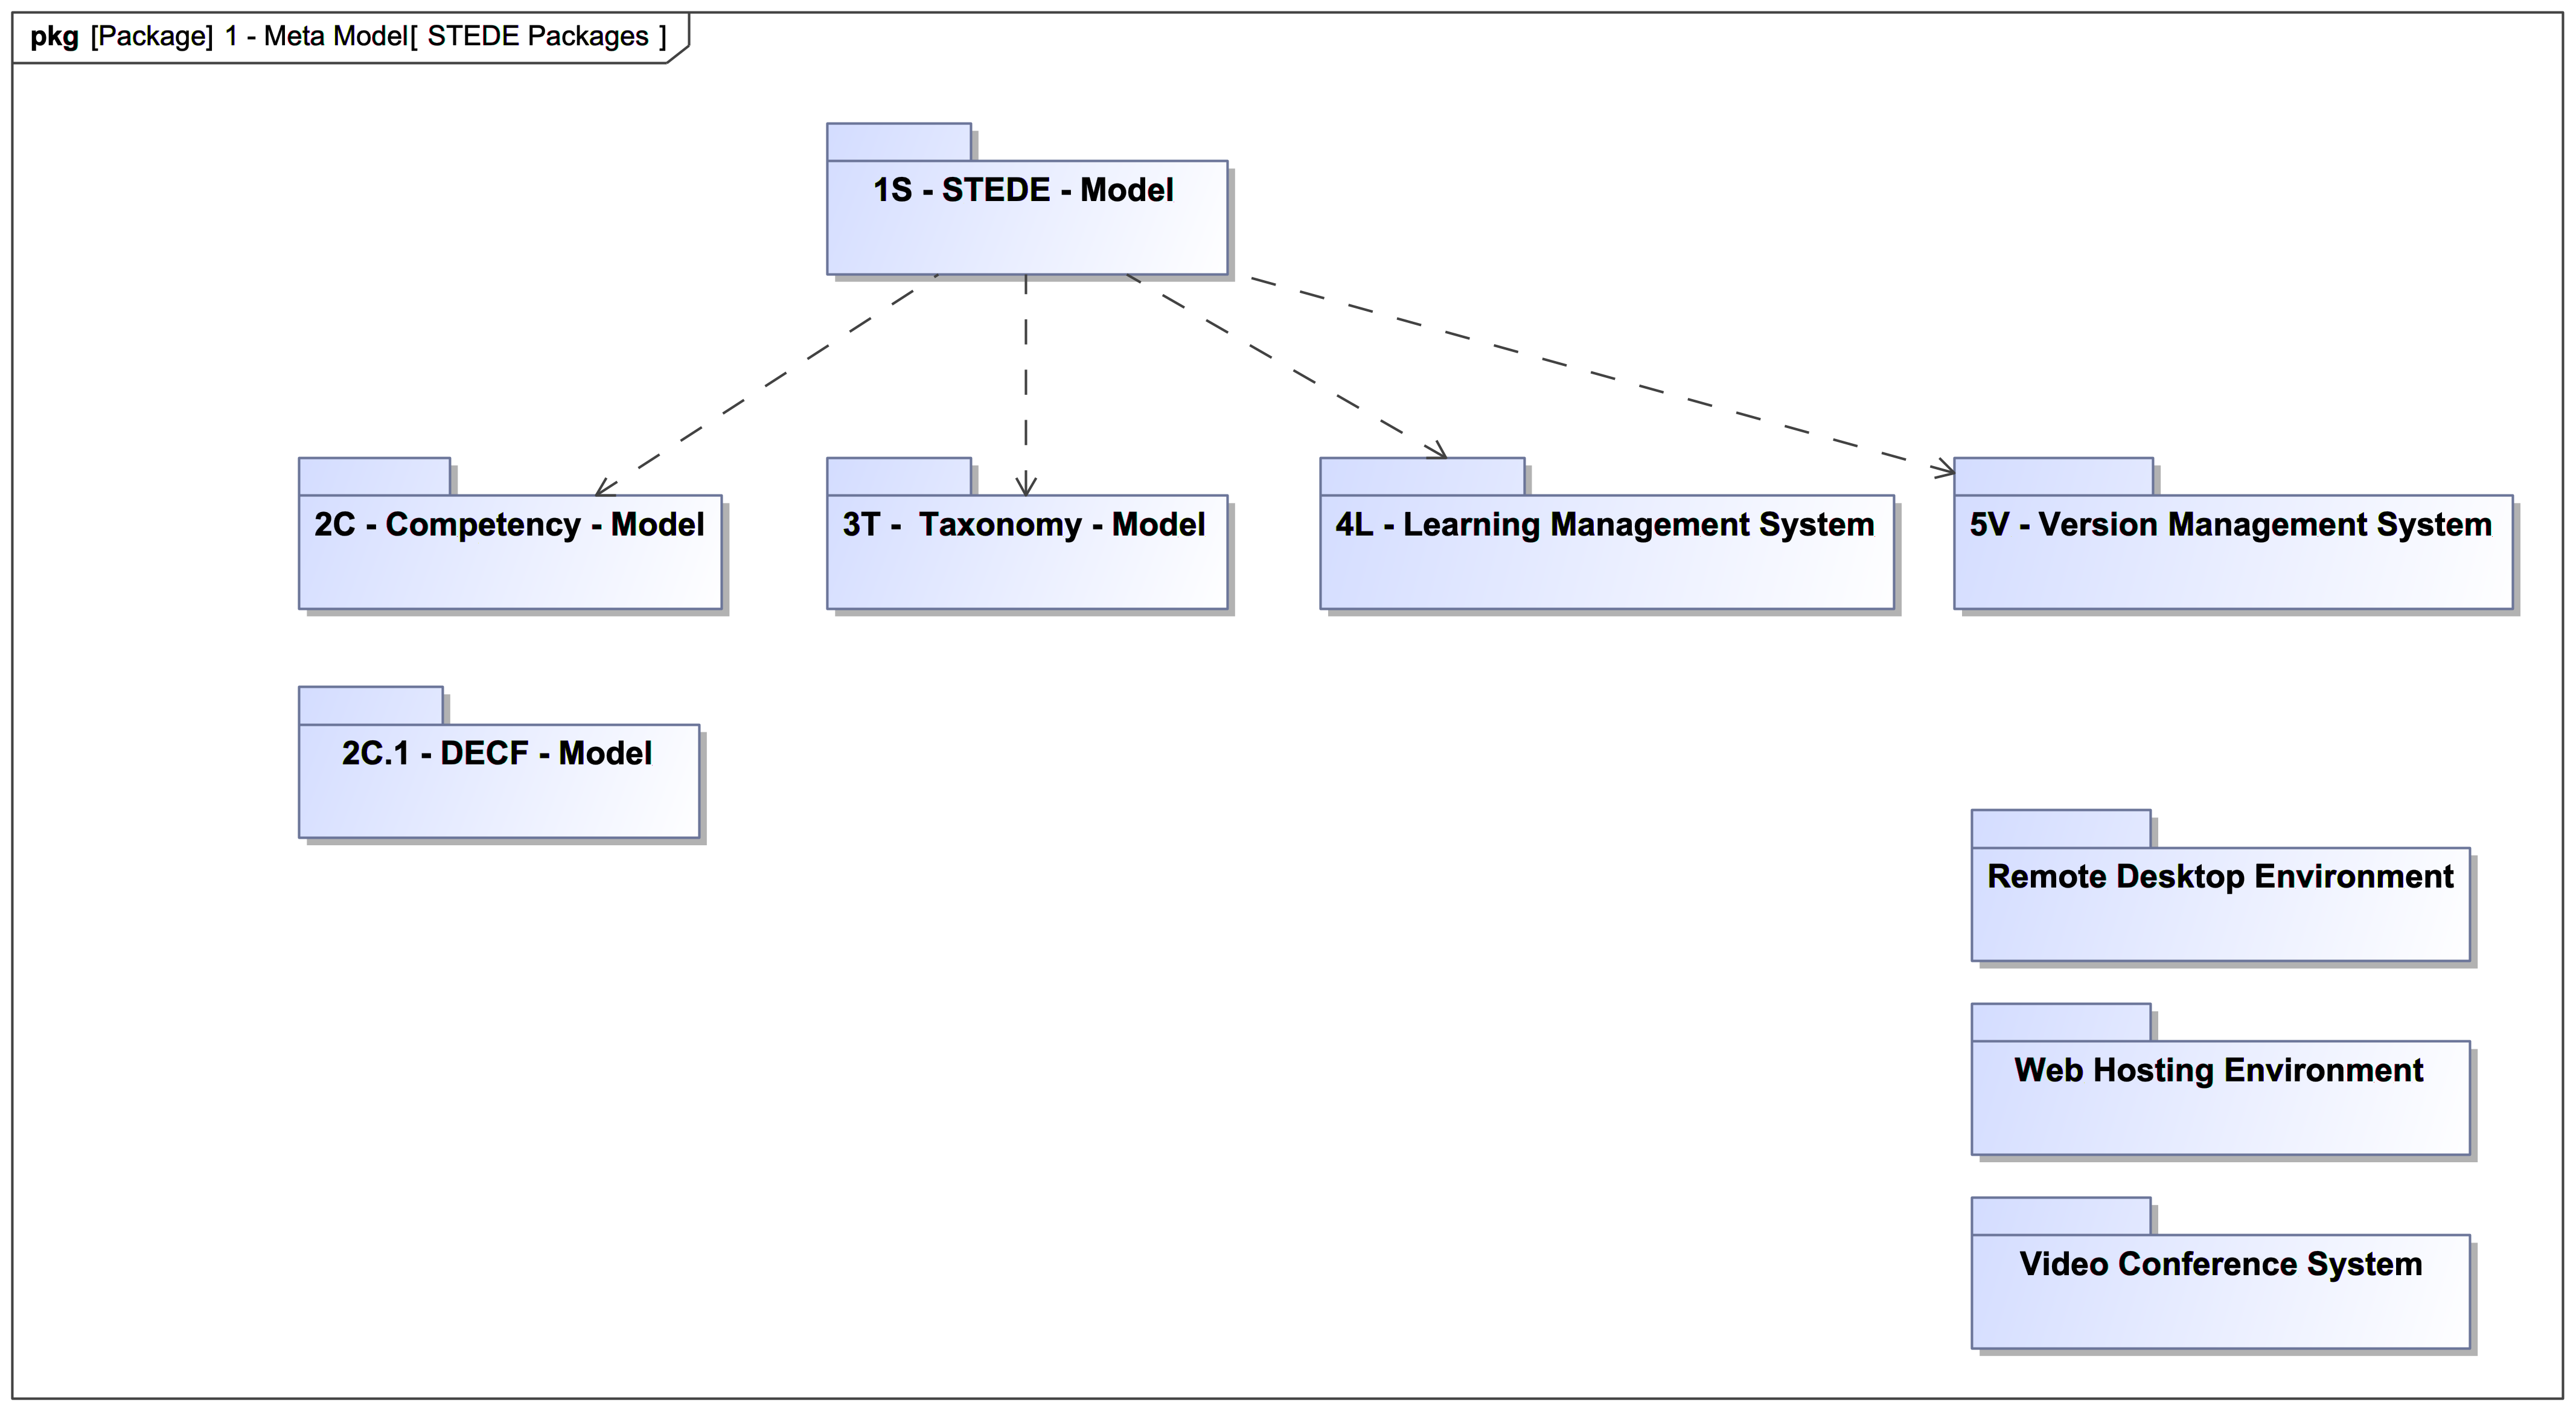 pkg [Package] 1 - Meta Model[ STEDE Packages ]
1S - STEDE - Model
2C - Competency - Model
3T -  Taxonomy - Model
4L - Learning Management System
5V - Version Management System
2C.1 - DECF - Model
Remote Desktop Environment
Web Hosting Environment
Video Conference System